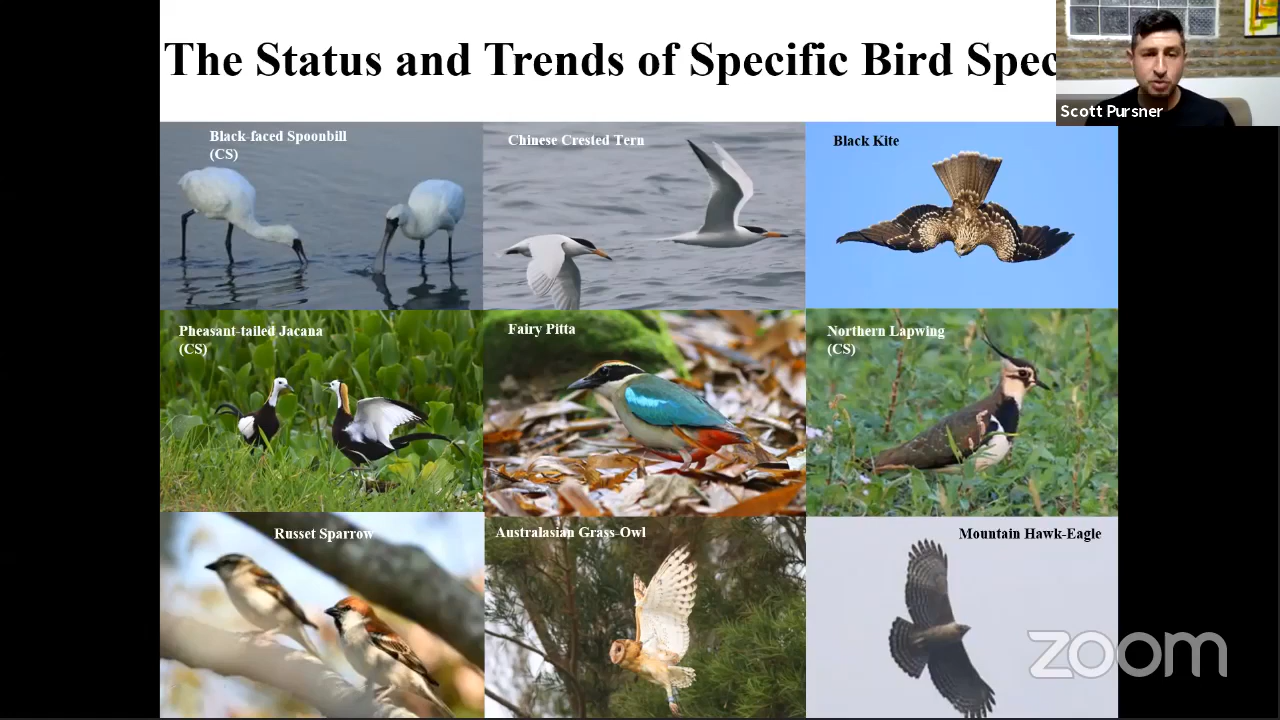 The Status and Trends of Specific Bird Spec
Scott Pursner
Black-faced Spoonbill
(CS)
Chinese Crested Tern
Black Kite
Pheasant-tailed Jacana
(CS)
Fairy Pitta
Northern Lapwing
(CS)
Russet Sparrow
Australasian Grass-Owl
Mountain Hawk-Eagle
zoom